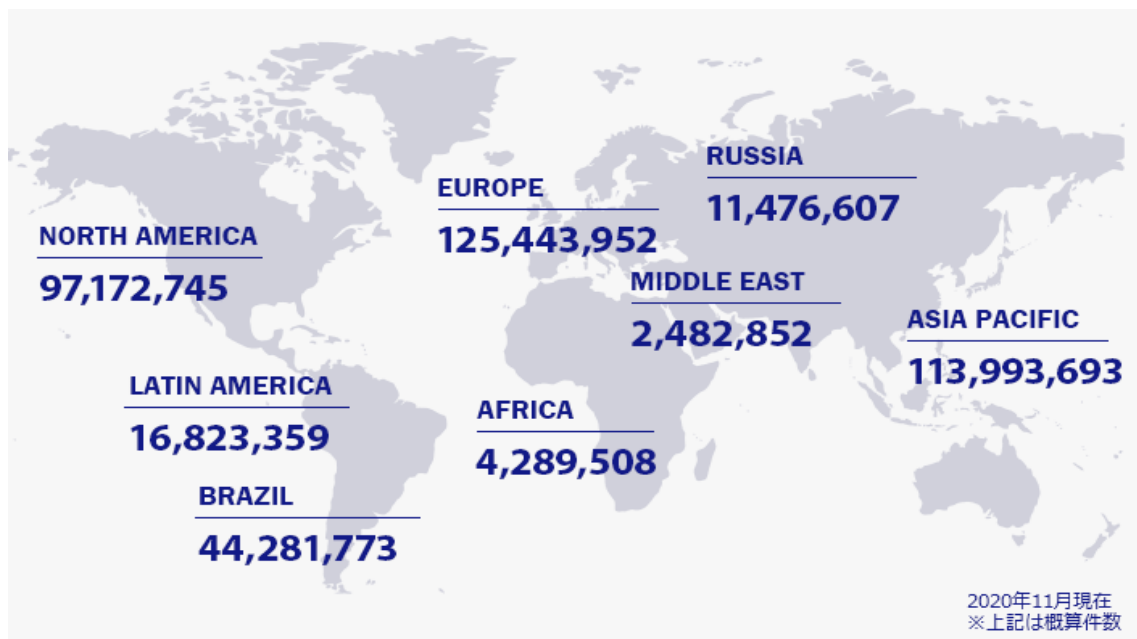 RUSSIA
11,476,607
EUROPE
125,443,952
NORTH AMERICA
97,172,745
MIDDLE EAST
2,482,852
ASIA PACIFIC
113,993,693
LATIN AMERICA
16,823,359
AFRICA
4,289,508
BRAZIL
44,281,773
2020年11月現在
※上記は概算件数